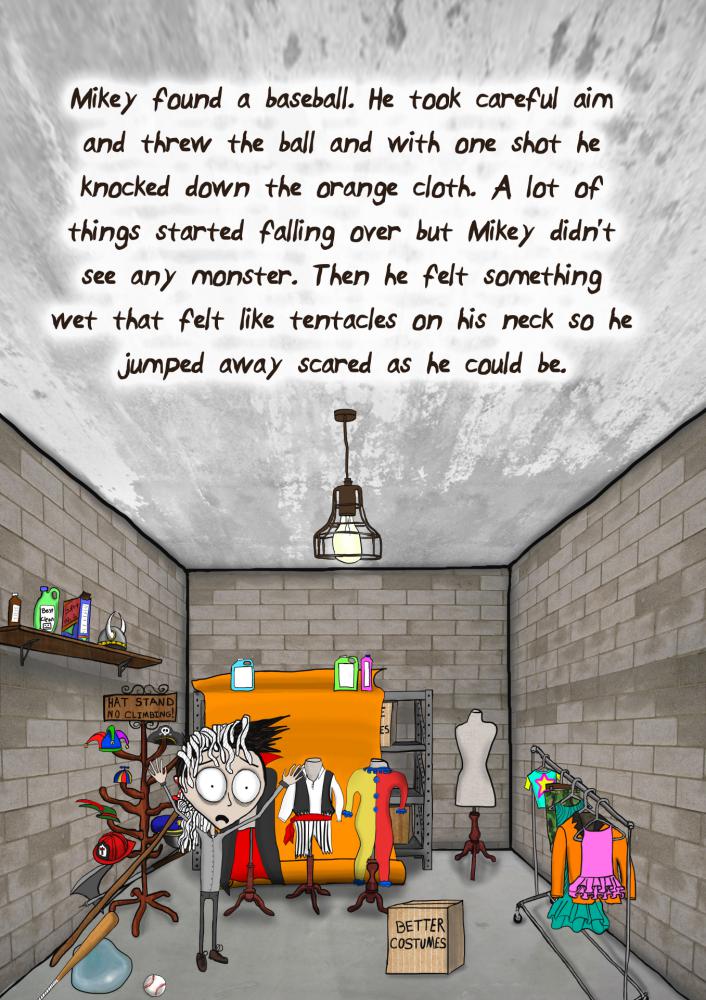 Mikey found a baseball. He took careful aim
and threw the ball and with one shot he
knocked down the orange cloth. A lot of
things started falling over but Mikey didn't
see any monster. Then he felt something
wet that felt like tentacles on his neck so he
jumped away scared as he could be.
Best
Clean
HAT STAND
NO CLIMBING!
ES
BETTER
COSTUMES